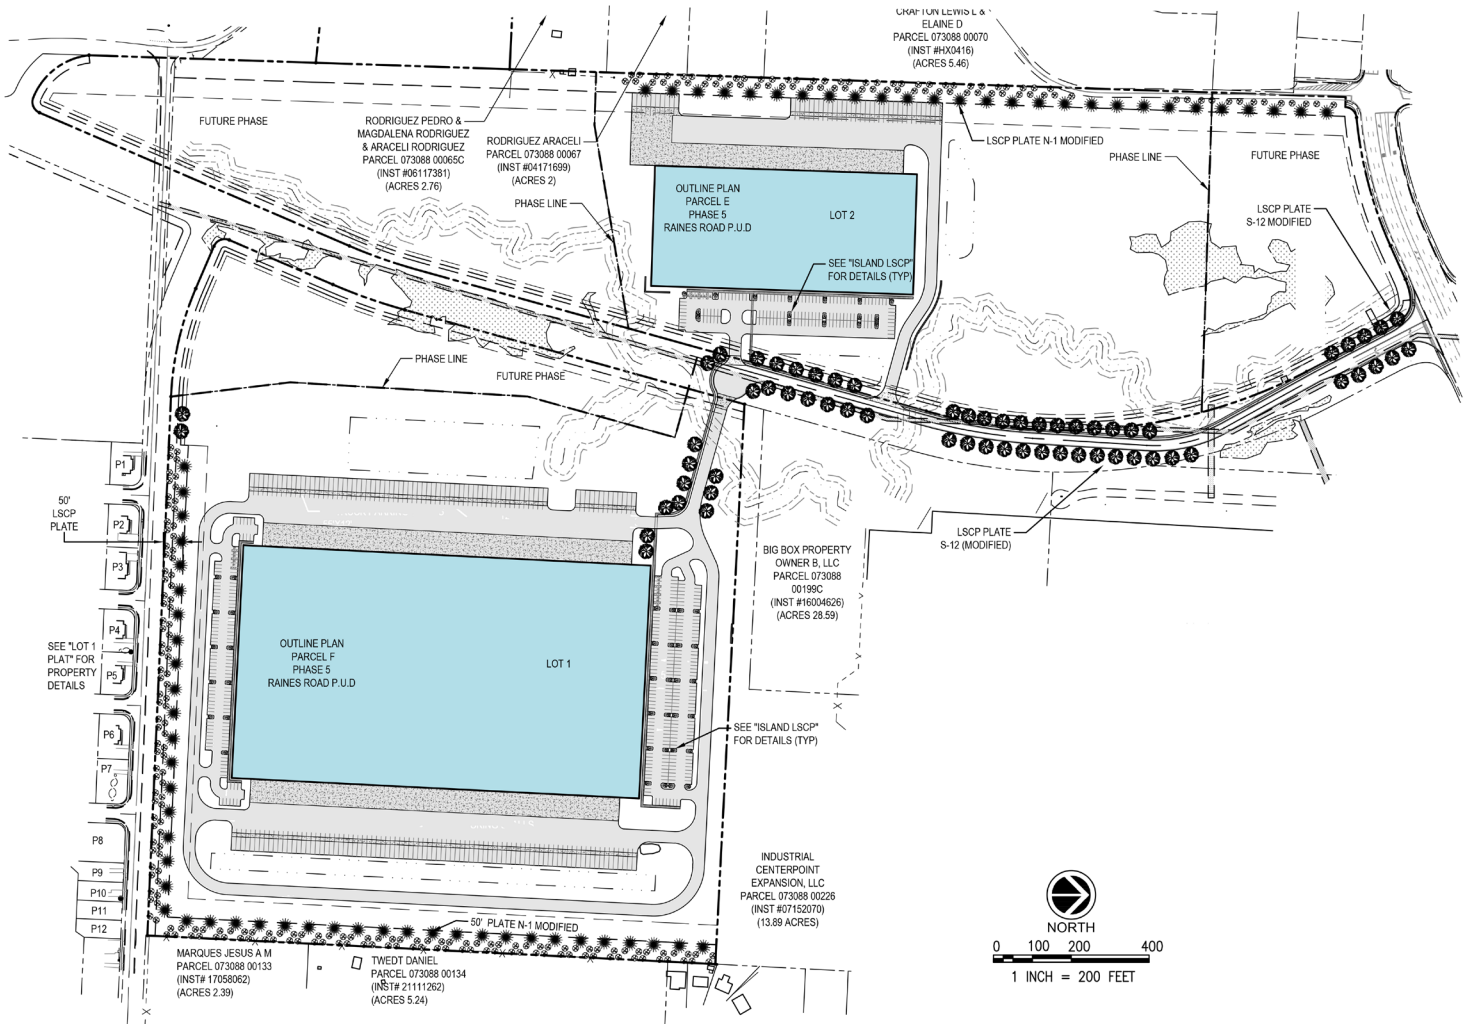 CRAFTON LEWIS L &
ELAINE D
PARCEL 073088 00070
(INST #HX0416)
(ACRES 5.46)
FUTURE PHASE
RODRIGUEZ PEDRO &
MAGDALENA RODRIGUEZ
& ARACELI RODRIGUEZ
PARCEL 073088 00065C
(INST #06117381)
(ACRES 2.76)
RODRIGUEZ ARACELI
PARCEL 073088 00067
(INST #04171699)
(ACRES 2)
PHASE LINE
LSCP PLATE N-1 MODIFIED
PHASE LINE
FUTURE PHASE
LSCP PLATE
S-12 MODIFIED
OUTLINE PLAN
PARCEL E
PHASE 5
RAINES ROAD P.U.D
LOT 2
SEE "ISLAND LSCP"
FOR DETAILS (TYP)
PHASE LINE
FUTURE PHASE
P1
50'
LSCP
PLATE
P2
P3
P4
SEE "LOT 1
PLAT" FOR
PROPERTY
DETAILS
P5
P6
P7
P8
P9
P10
P11
P12
LSCP PLATE
S-12 (MODIFIED)
BIG BOX PROPERTY
OWNER B, LLC
PARCEL 073088
00199C
(INST #16004626)
(ACRES 28.59)
OUTLINE PLAN
PARCEL F
PHASE 5
RAINES ROAD P.U.D
LOT 1
SEE "ISLAND LSCP"
FOR DETAILS (TYP)
INDUSTRIAL
CENTERPOINT
EXPANSION, LLC
PARCEL 073088 00226
(INST #07152070)
(13.89 ACRES)
50' PLATE N-1 MODIFIED
MARQUES JESUS A M
PARCEL 073088 00133
(INST# 17058062)
(ACRES 2.39)
TWEDT DANIEL
PARCEL 073088 00134
(INST# 21111262)
(ACRES 5.24)
NORTH
0 100 200 400
1 INCH = 200 FEET